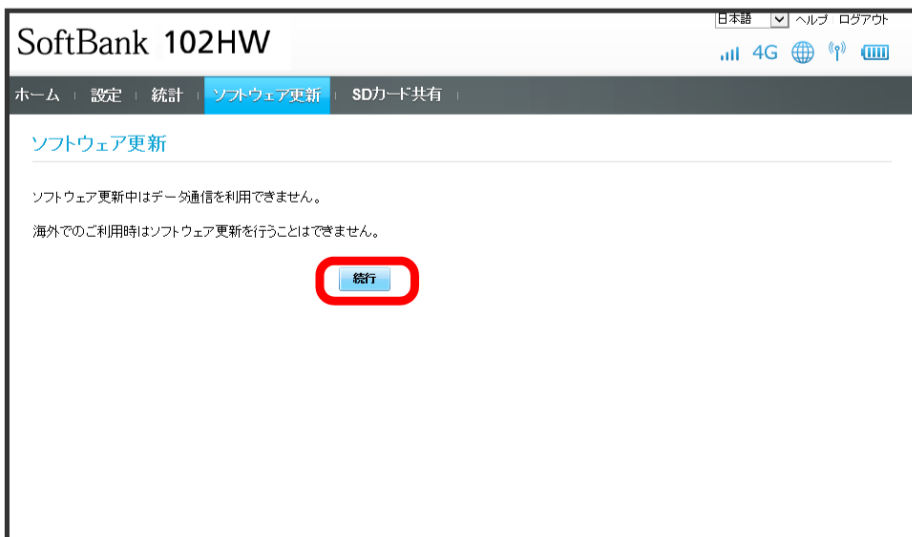 日本語 ヘルプ ログアウト
SoftBank 102HW
4G
ホーム 設定 統計 ソフトウェア更新 SDカード共有
ソフトウェア更新
ソフトウェア更新中はデータ通信を利用できません。
海外でのご利用時はソフトウェア更新を行うことはできません。
続行